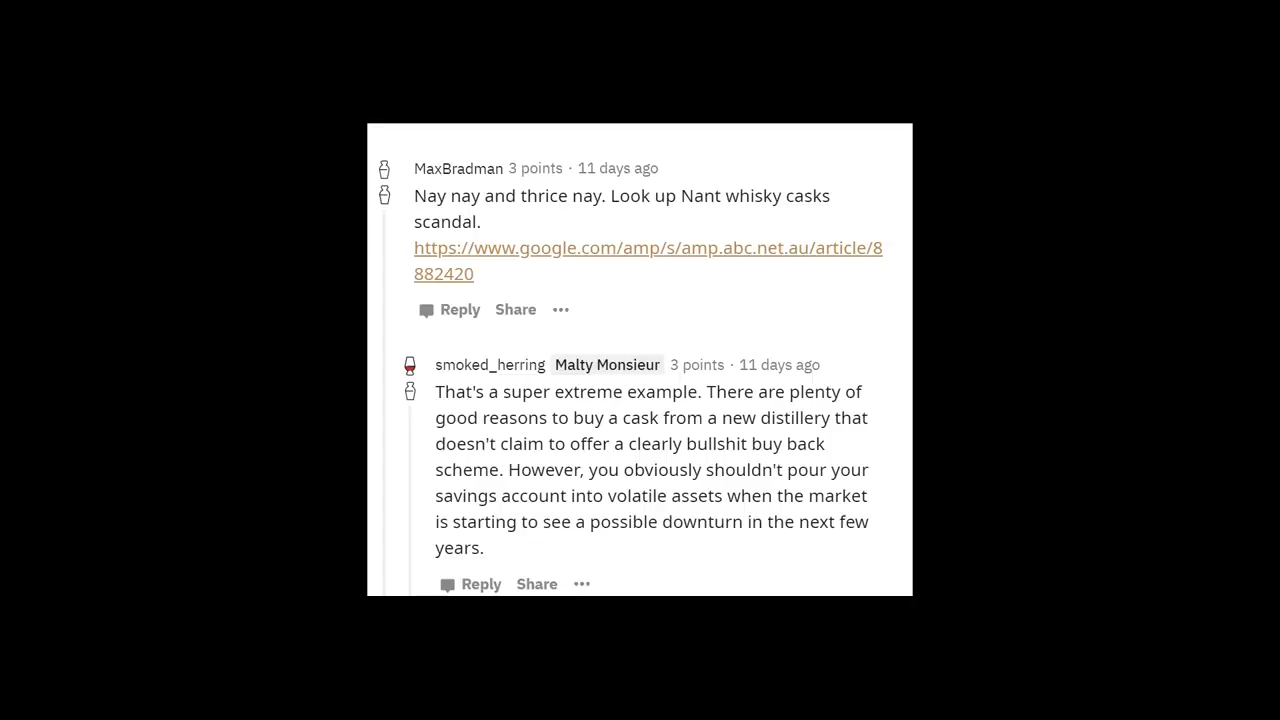 MaxBradman 3 points · 11 days ago
Nay nay and thrice nay. Look up Nant whisky casks
scandal.
https://www.google.com/amp/s/amp.abc.net.au/article/8
882420
Reply Share •••
smoked_herring Malty Monsieur 3 points · 11 days ago
That's a super extreme example. There are plenty of
good reasons to buy a cask from a new distillery that
doesn't claim to offer a clearly bullshit buy back
scheme. However, you obviously shouldn't pour your
savings account into volatile assets when the market
is starting to see a possible downturn in the next few
years.
Reply Share •••